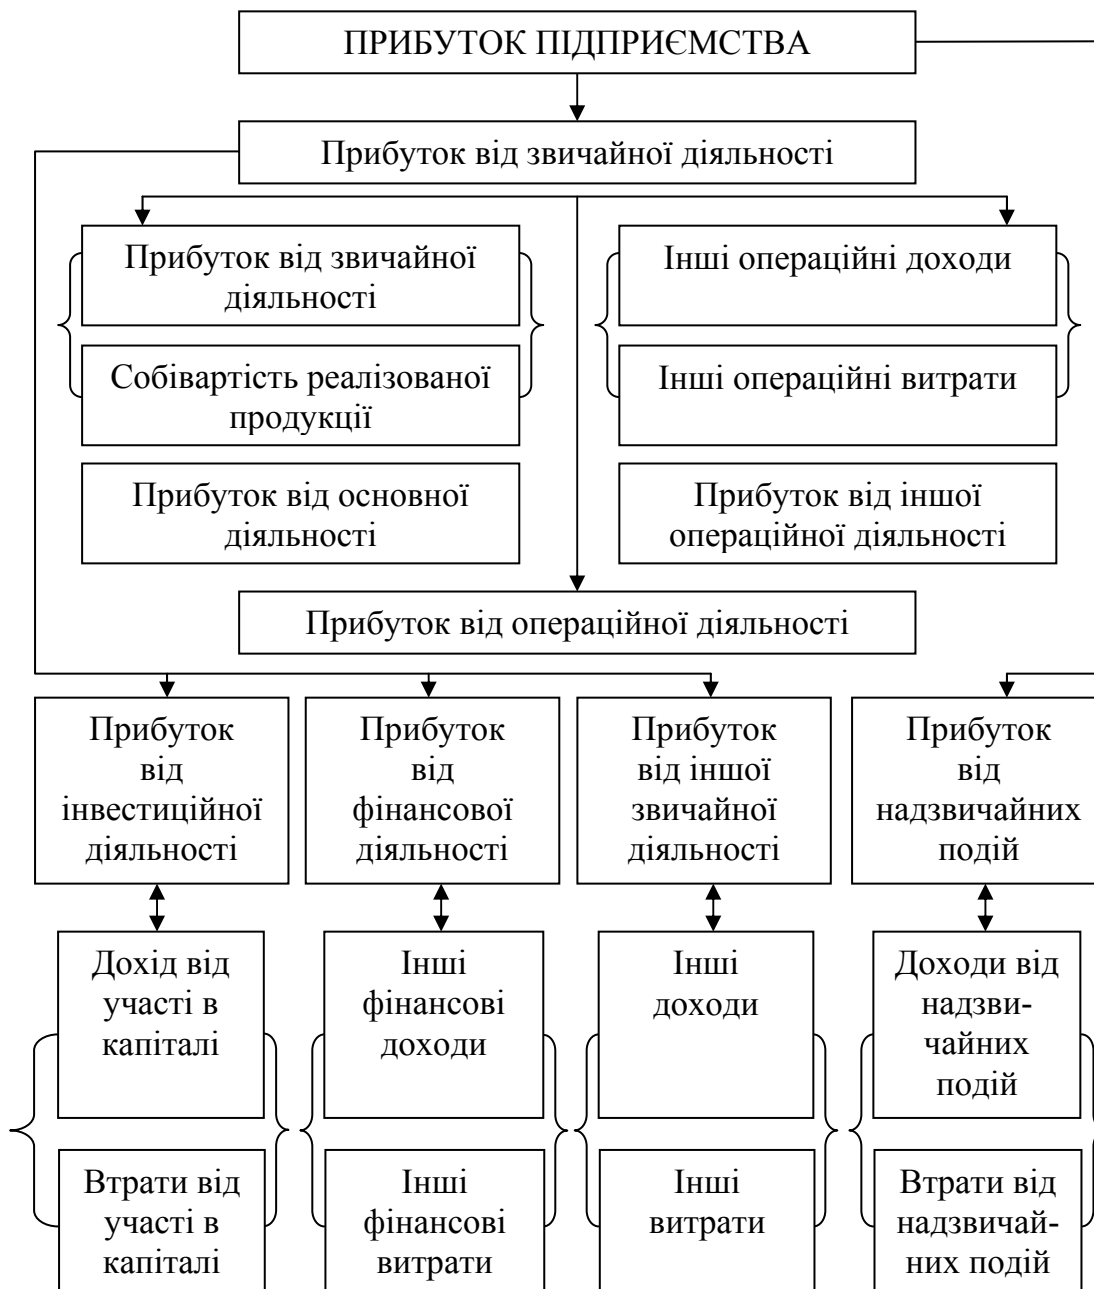 ПРИБУТОК ПІДПРИЄМСТВА
Прибуток від звичайної діяльності
Прибуток від звичайної
діяльності
Інші операційні доходи
Собівартість реалізованої
продукції
Інші операційні витрати
Прибуток від основної
діяльності
Прибуток від іншої
операційної діяльності
Прибуток від операційної діяльності
Прибуток
від
інвестиційної
діяльності
Прибуток
від
фінансової
діяльності
Прибуток
від іншої
звичайної
діяльності
Прибуток
від
надзвичайних
подій
Дохід від
участі в
капіталі
Інші
фінансові
доходи
Інші
доходи
Доходи від
надзви-
чайних
подій
Втрати від
участі в
капіталі
Інші
фінансові
витрати
Інші
витрати
Втрати від
надзвичай-
них подій